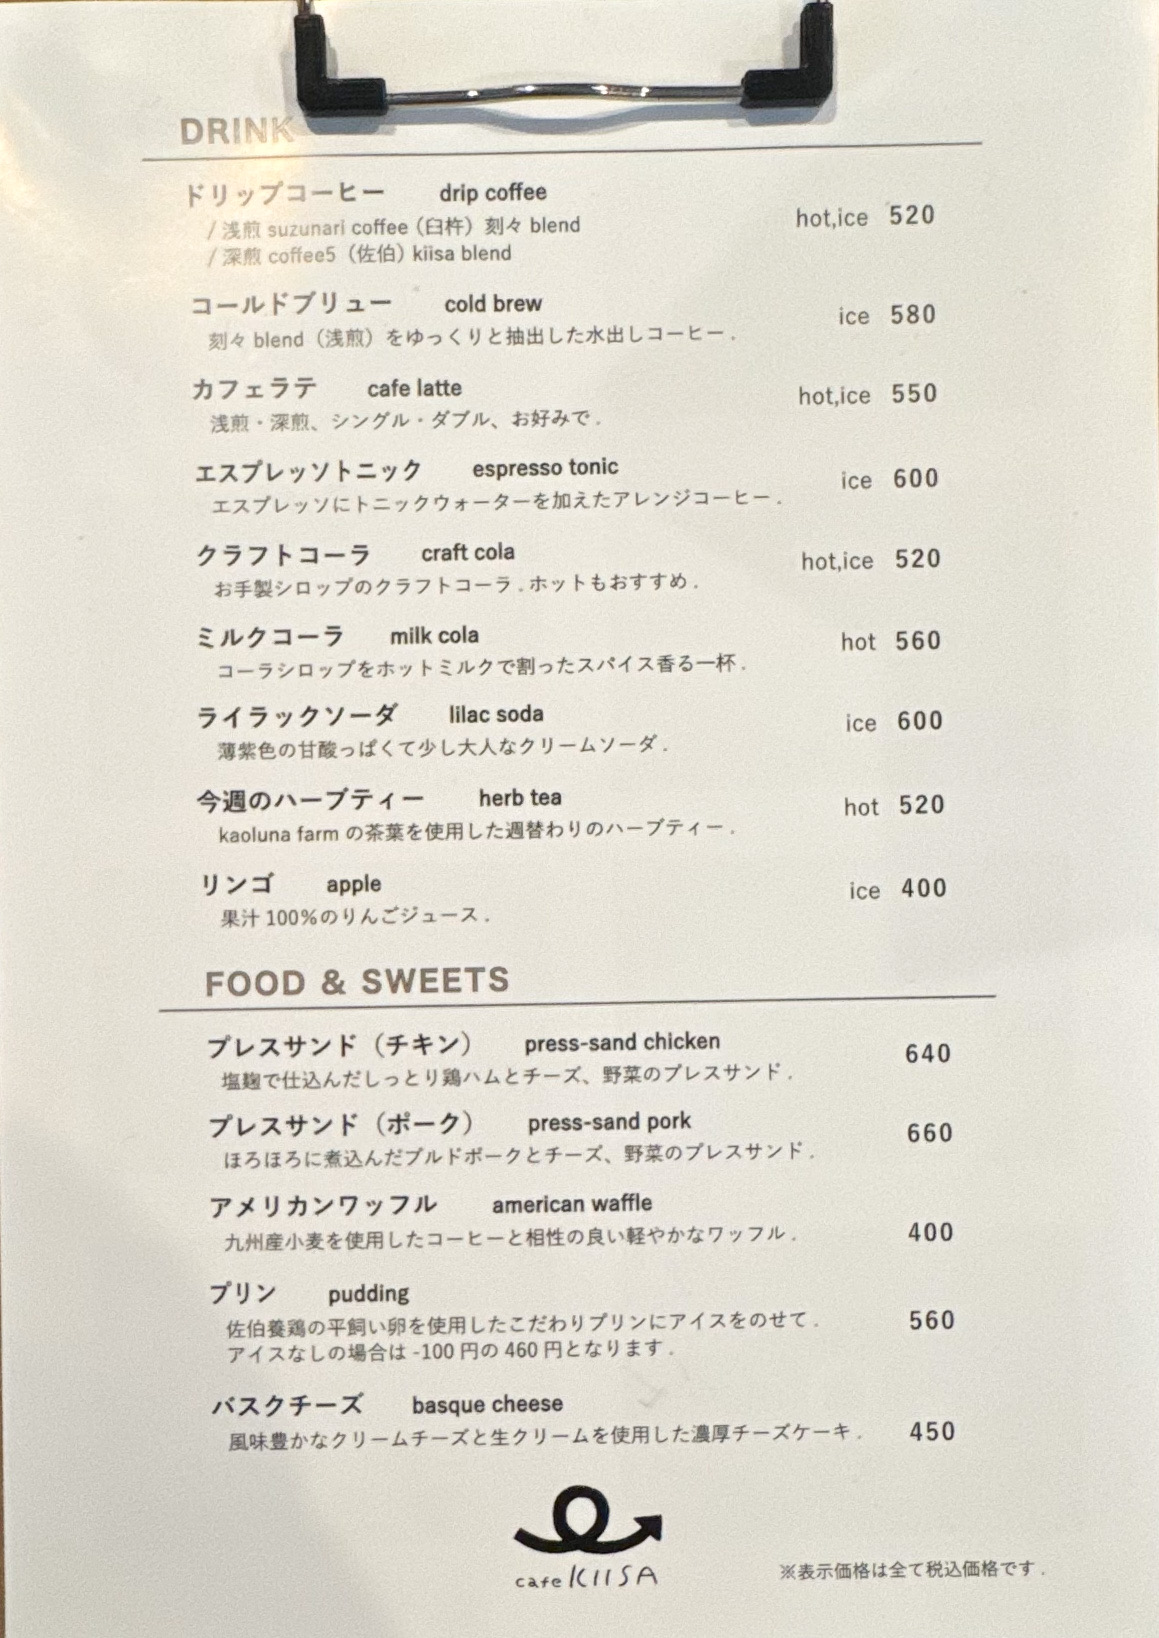 DRINK
ドリップコーヒー drip coffee
/ 浅煎 suzunari coffee（臼杵）刻々 blend
hot,ice 520
/ 深煎 coffee5（佐伯）kiisa blend
コールドブリュー cold brew
ice 580
刻々 blend（浅煎）をゆっくりと抽出した水出しコーヒー .
カフェラテ cafe latte
hot,ice 550
浅煎・深煎、シングル・ダブル、お好みで .
エスプレッソトニック espresso tonic
ice 600
エスプレッソにトニックウォーターを加えたアレンジコーヒー .
クラフトコーラ craft cola
hot,ice 520
お手製シロップのクラフトコーラ . ホットもおすすめ .
ミルクコーラ milk cola
hot 560
コーラシロップをホットミルクで割ったスパイス香る一杯 .
ライラックソーダ lilac soda
ice 600
薄紫色の甘酸っぱくて少し大人なクリームソーダ .
今週のハーブティー herb tea
hot 520
kaoluna farm の茶葉を使用した週替わりのハーブティー .
リンゴ apple
ice 400
果汁 100％のりんごジュース .
FOOD & SWEETS
プレスサンド（チキン） press-sand chicken
640
塩麹で仕込んだしっとり鶏ハムとチーズ、野菜のプレスサンド .
プレスサンド（ポーク） press-sand pork
660
ほろほろに煮込んだプルドポークとチーズ、野菜のプレスサンド .
アメリカンワッフル american waffle
400
九州産小麦を使用したコーヒーと相性の良い軽やかなワッフル .
プリン pudding
佐伯養鶏の平飼い卵を使用したこだわりプリンにアイスをのせて .
560
アイスなしの場合は -100 円の 460 円となります .
バスクチーズ basque cheese
風味豊かなクリームチーズと生クリームを使用した濃厚チーズケーキ .
450
cafe KIISA
※表示価格は全て税込価格です .